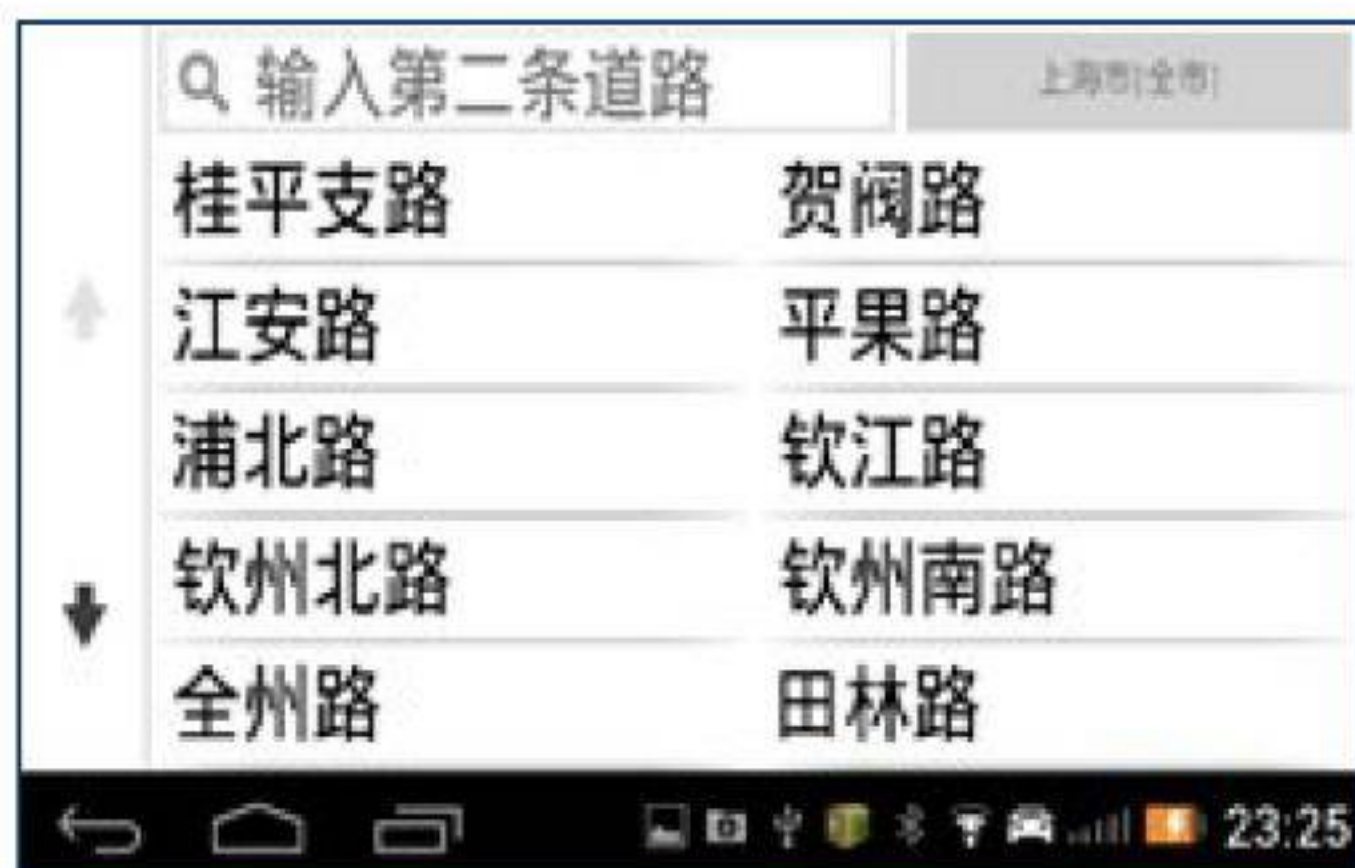 输入第二条道路 上海市(全市)
桂平支路 贺阀路
江安路 平果路
浦北路 钦江路
钦州北路 钦州南路
全州路 田林路
23:25